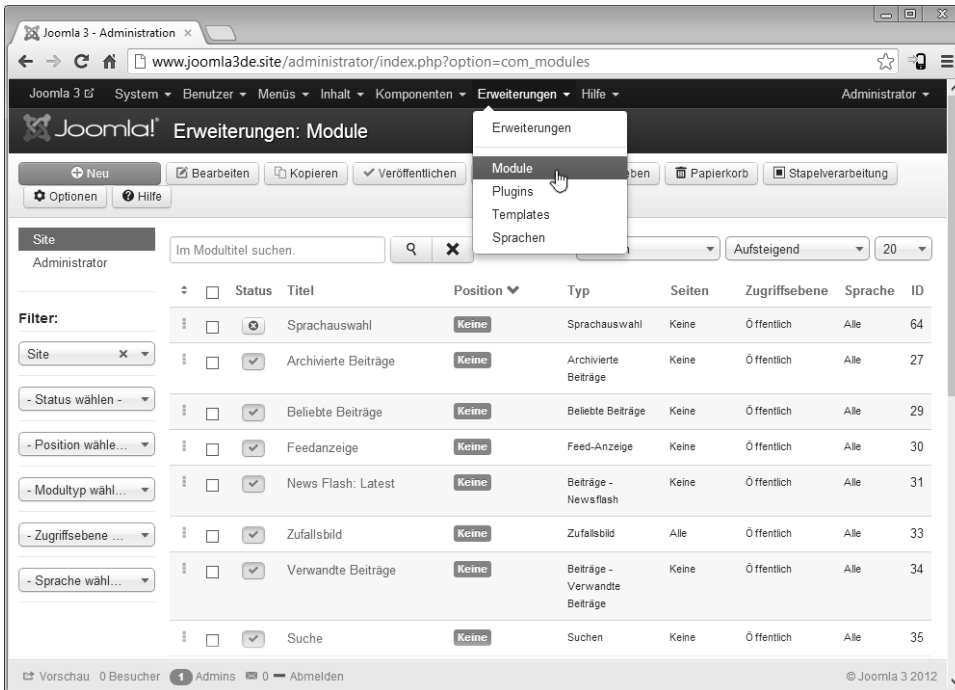 Joomla 3 - Administration ×
www.joomla3de.site/administrator/index.php?option=com_modules
Joomla 3 System Benutzer Menüs Inhalt Komponenten Erweiterungen Hilfe Administrator
Joomla! Erweiterungen: Module
Erweiterungen
Module
Plugins
Templates
Sprachen
Neu Bearbeiten Kopieren Veröffentlichen Papierkorb Stapelverarbeitung
Optionen Hilfe
Site
Administrator
Im Modultitel suchen. Aufsteigend 20
Status Titel Position Typ Seiten Zugriffsebene Sprache ID
Filter:
Site
- Status wählen -
- Position wähle...
- Modultyp wähl...
- Zugriffsebene ...
- Sprache wähl...
Sprachauswahl Keine Sprachauswahl Keine Öffentlich Alle 64
Archivierte Beiträge Keine Archivierte Beiträge Keine Öffentlich Alle 27
Beliebte Beiträge Keine Beliebte Beiträge Keine Öffentlich Alle 29
Feedanzeige Keine Feed-Anzeige Keine Öffentlich Alle 30
News Flash: Latest Keine Beiträge - Newsflash Keine Öffentlich Alle 31
Zufallsbild Keine Zufallsbild Alle Öffentlich Alle 33
Verwandte Beiträge Keine Beiträge - Verwandte Beiträge Keine Öffentlich Alle 34
Suche Keine Suchen Keine Öffentlich Alle 35
Vorschau 0 Besucher 1 Admins 0 Abmelden © Joomla 3 2012